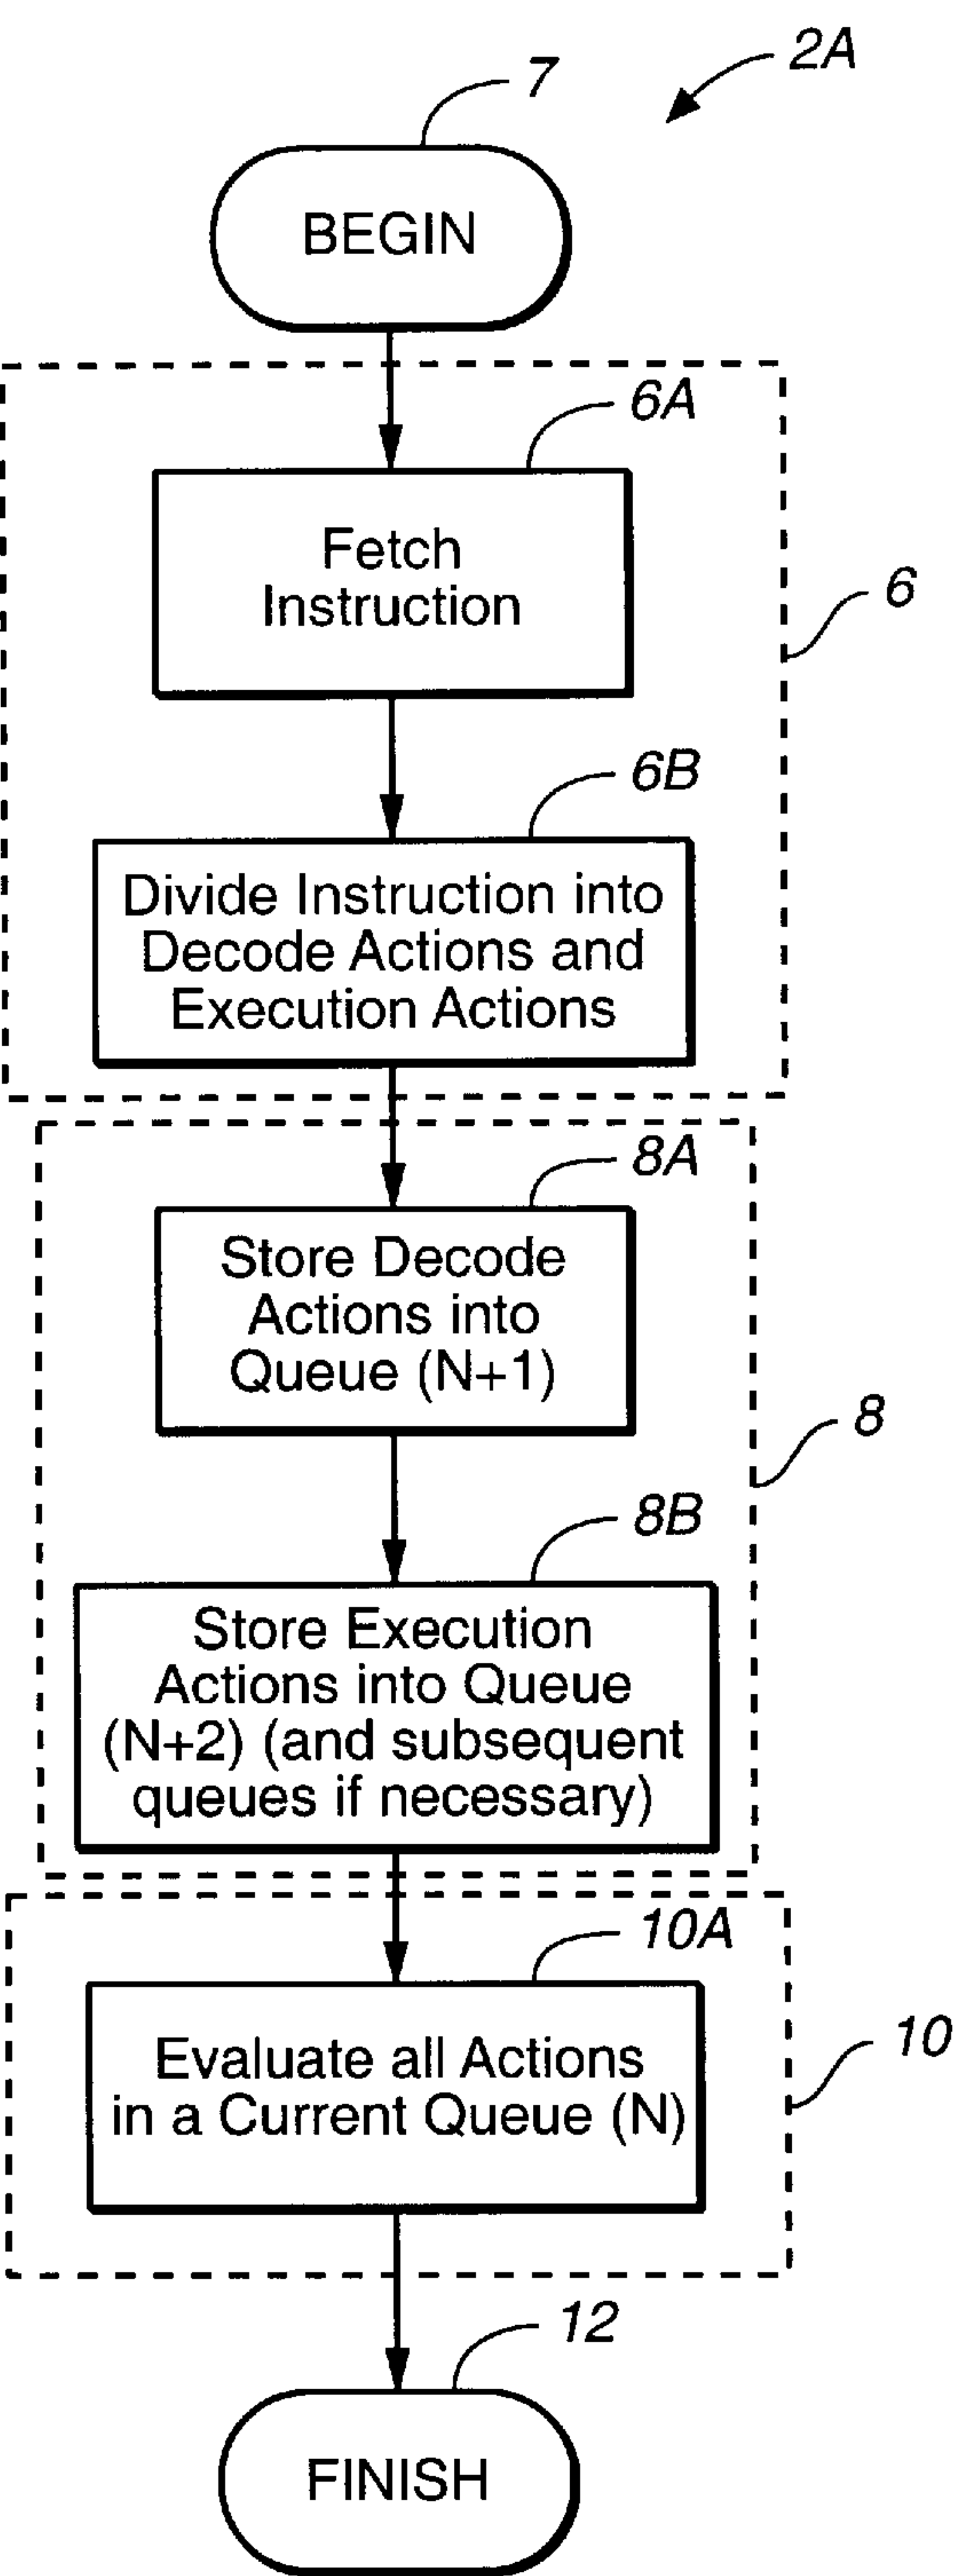 2A
7
BEGIN
6A
Fetch
Instruction
6
6B
Divide Instruction into
Decode Actions and
Execution Actions
8A
Store Decode
Actions into
Queue (N+1)
8
8B
Store Execution
Actions into Queue
(N+2) (and subsequent
queues if necessary)
10A
Evaluate all Actions
in a Current Queue (N)
10
12
FINISH